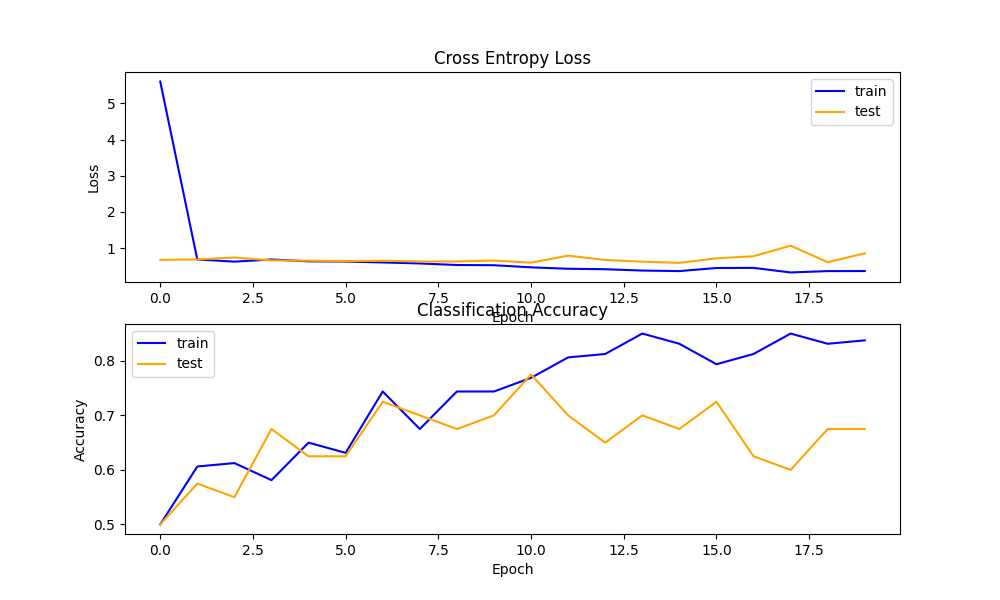 Cross Entropy Loss
5
4
3
2
1
Loss
train
test
0.0 2.5 5.0 7.5 10.0 12.5 15.0 17.5
Epoch
Classification Accuracy
train
test
0.8
0.7
0.6
0.5
Accuracy
0.0 2.5 5.0 7.5 10.0 12.5 15.0 17.5
Epoch